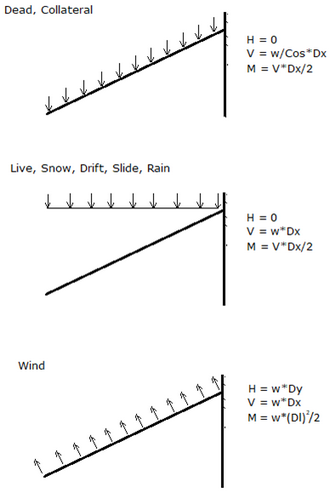 Dead, Collateral
H = 0
V = w/Cos*Dx
M = V*Dx/2
Live, Snow, Drift, Slide, Rain
H = 0
V = w*Dx
M = V*Dx/2
Wind
H = w*Dy
V = w*Dx
M = w*(Dl)²/2